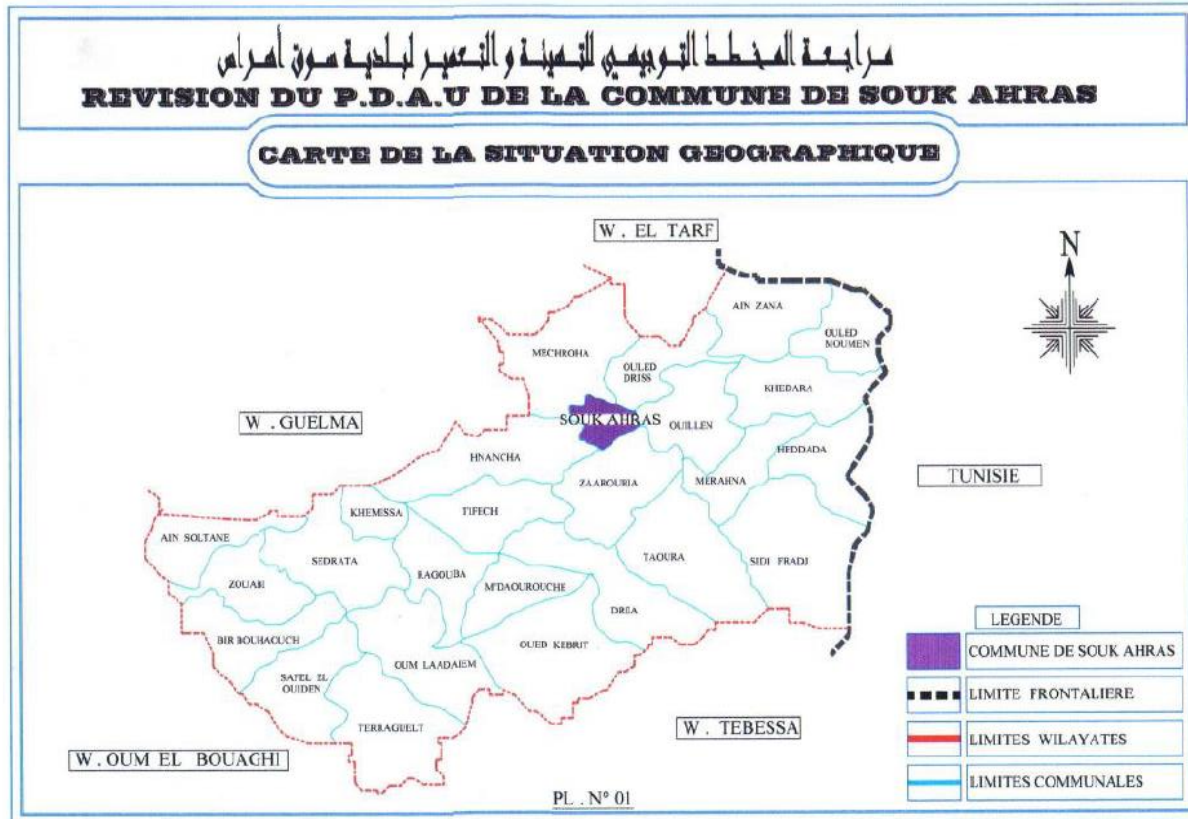 مراجعة المخطط التوجيهي للتهيئة و التعمير لبلدية سوق أهراس
REVISION DU P.D.A.U DE LA COMMUNE DE SOUK AHRAS
CARTE DE LA SITUATION GEOGRAPHIQUE
W . EL TARF
N
AIN ZANA
OULED
NOUMEN
MECHROHA
OULED
DRISS
KHEDARA
W . GUELMA
SOUK AHRAS
OUILLEN
HNANCHA
HEDDADA
ZAAROURIA
MERAHNA
TUNISIE
KHEMISSA
TIFECH
AIN SOLTANE
SEDRATA
TAOURA
SIDI FRADJ
ZOUABI
RAGOUBA
M'DAOUROUCHE
DREA
BIR BOUHAOUCH
OUED KEBRIT
OUM LAADAIEM
SAFEL EL
OUIDEN
TERRAGUELT
W . TEBESSA
W . OUM EL BOUAGHI
LEGENDE
COMMUNE DE SOUK AHRAS
LIMITE FRONTALIERE
LIMITES WILAYATES
LIMITES COMMUNALES
PL . N° 01